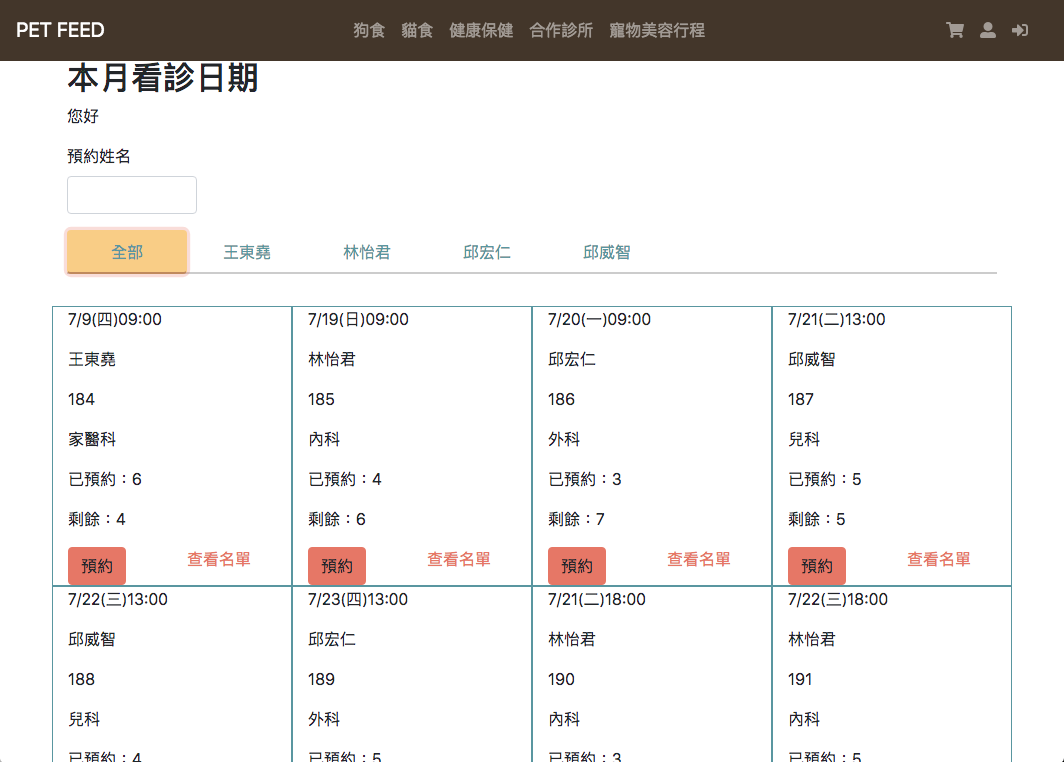 PET FEED 狗食 貓食 健康保健 合作診所 寵物美容行程
本月看診日期
您好
預約姓名
全部 王東堯 林怡君 邱宏仁 邱威智
7/9(四)09:00 7/19(日)09:00 7/20(一)09:00 7/21(二)13:00
王東堯 林怡君 邱宏仁 邱威智
184 185 186 187
家醫科 內科 外科 兒科
已預約：6 已預約：4 已預約：3 已預約：5
剩餘：4 剩餘：6 剩餘：7 剩餘：5
預約 查看名單 預約 查看名單 預約 查看名單 預約 查看名單
7/22(三)13:00 7/23(四)13:00 7/21(二)18:00 7/22(三)18:00
邱威智 邱宏仁 林怡君 林怡君
188 189 190 191
兒科 外科 內科 內科
已預約：4 已預約：5 已預約：3 已預約：5